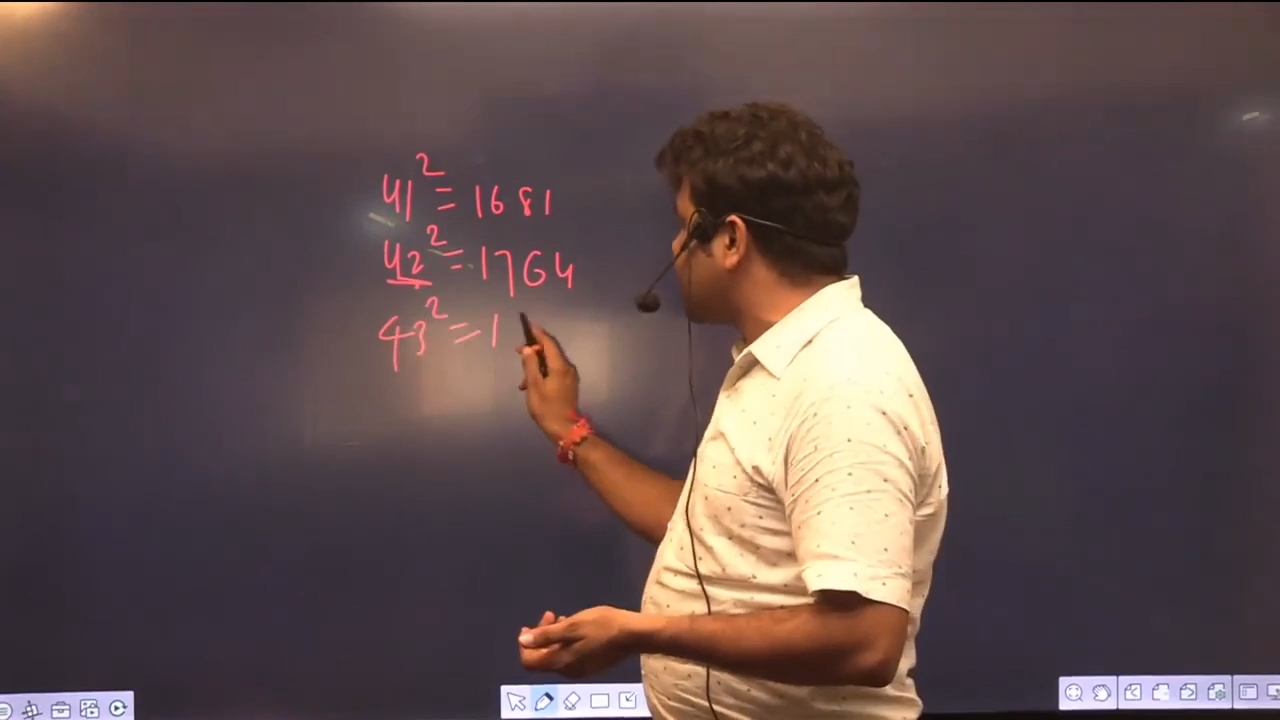 41² = 1681
42² = 1764
43² = 1